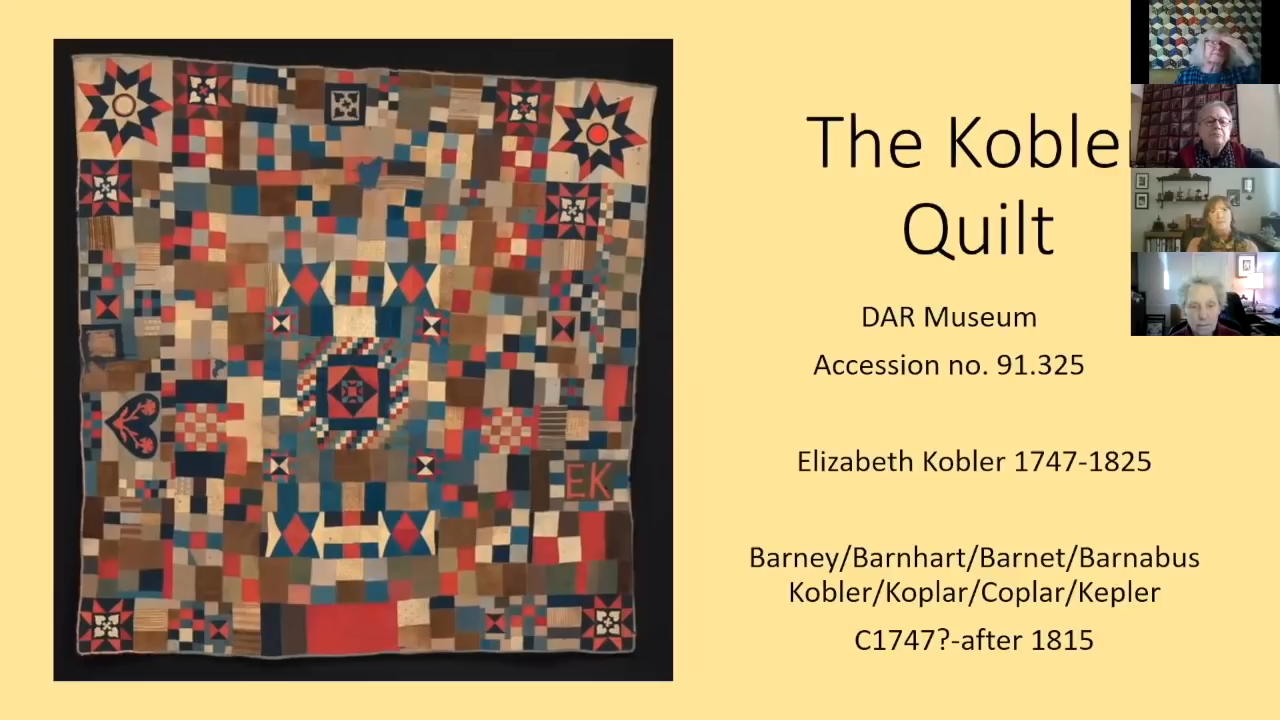 The Kobler
Quilt
DAR Museum
Accession no. 91.325
Elizabeth Kobler 1747-1825
Barney/Barnhart/Barnet/Barnabus
Kobler/Koplar/Coplar/Kepler
C1747?-after 1815
EK